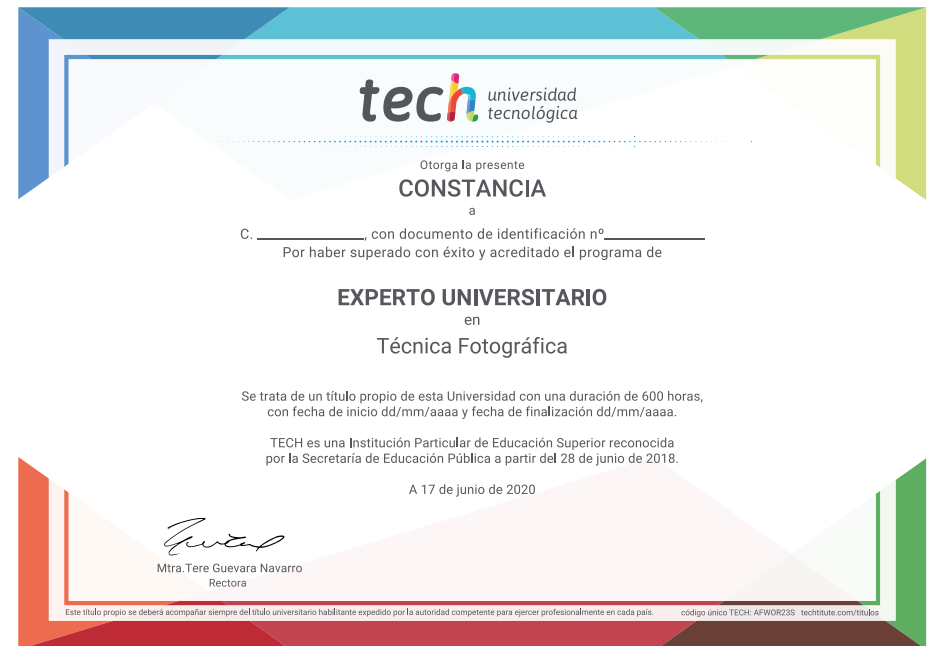 tech universidad
tecnológica
Otorga la presente
CONSTANCIA
a
C. ____________, con documento de identificación nº____________
Por haber superado con éxito y acreditado el programa de
EXPERTO UNIVERSITARIO
en
Técnica Fotográfica
Se trata de un título propio de esta Universidad con una duración de 600 horas,
con fecha de inicio dd/mm/aaaa y fecha de finalización dd/mm/aaaa.
TECH es una Institución Particular de Educación Superior reconocida
por la Secretaría de Educación Pública a partir del 28 de junio de 2018.
A 17 de junio de 2020
Mtra.Tere Guevara Navarro
Rectora
Este título propio se deberá acompañar siempre del título universitario habilitante expedido por la autoridad competente para ejercer profesionalmente en cada país. código único TECH: AFWOR23S techtitute.com/titulos